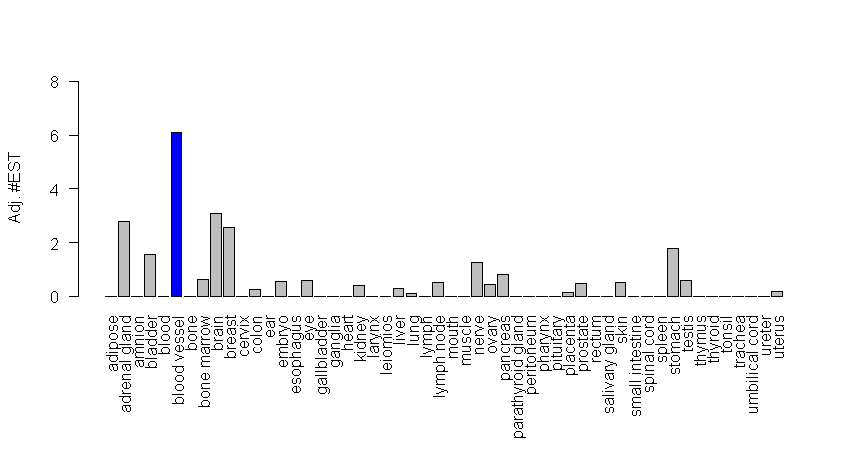 Adj. #EST
8
6
4
2
0
adipose
adrenal gland
amnion
bladder
blood
blood vessel
bone
bone marrow
brain
breast
cervix
colon
ear
embryo
esophagus
eye
gallbladder
ganglia
heart
kidney
larynx
leiomios
liver
lung
lymph
lymph node
mouth
muscle
nerve
ovary
pancreas
parathyroid gland
peritoneum
pharynx
pituitary
placenta
prostate
rectum
salivary gland
skin
small intestine
spinal cord
spleen
stomach
testis
thymus
thyroid
tonsil
trachea
umbilical cord
ureter
uterus